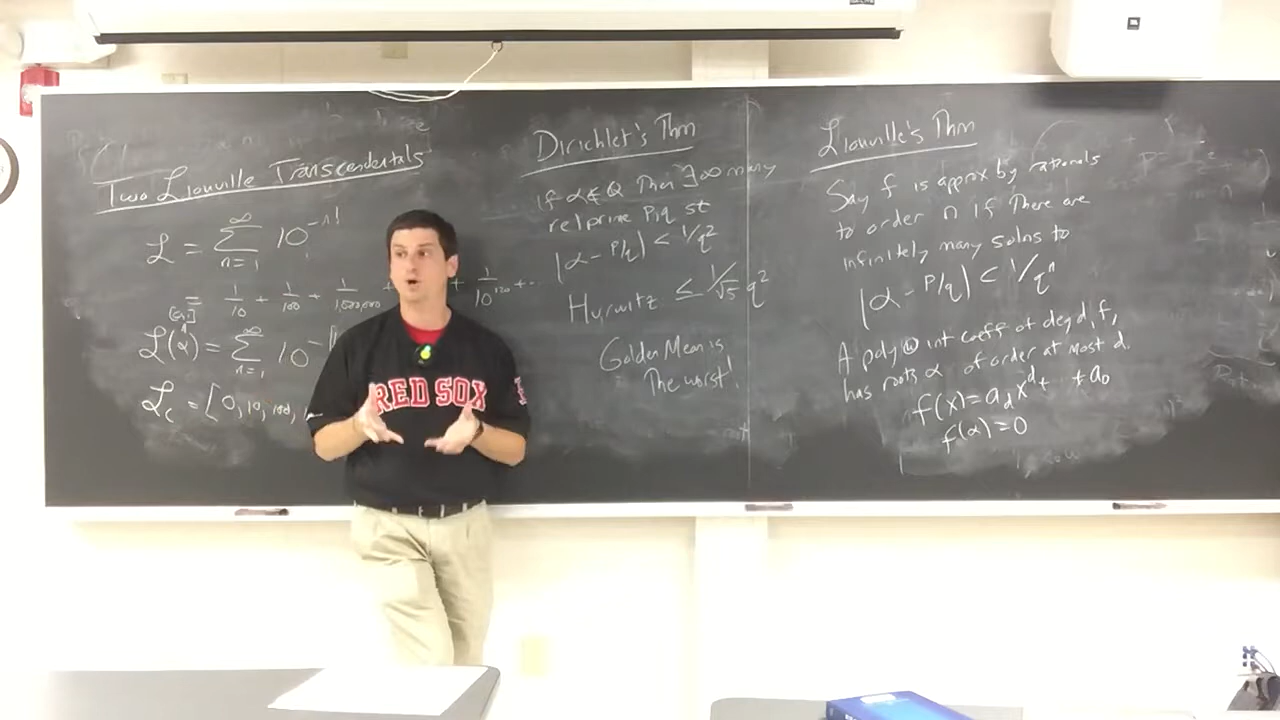 Two Liouville Transcendentals
L = ∑_{n=1}^{∞} 10^{-n!}
= 1/10 + 1/100 + 1/1,000,000 + + 1/10^{120} + ...
L(α) = ∑_{n=1}^{∞} 10^{-
L_c = [0, 10, 100,
RED SOX
Dirichlet's Thm
if α∉Q Then ∃∞ many
rel prime p,q st
|α - p/q| < 1/q²
Hurwitz ≤ 1/√5 q²
Golden Mean is
The worst!
Liouville's Thm
Say f is approx by rationals
to order n if There are
infinitely many solns to
|α - p/q| < 1/q^n
A poly w int coeff of deg d, f,
has roots α of order at most d.
f(x) = a_d x^d + .. + a_0
f(α) = 0